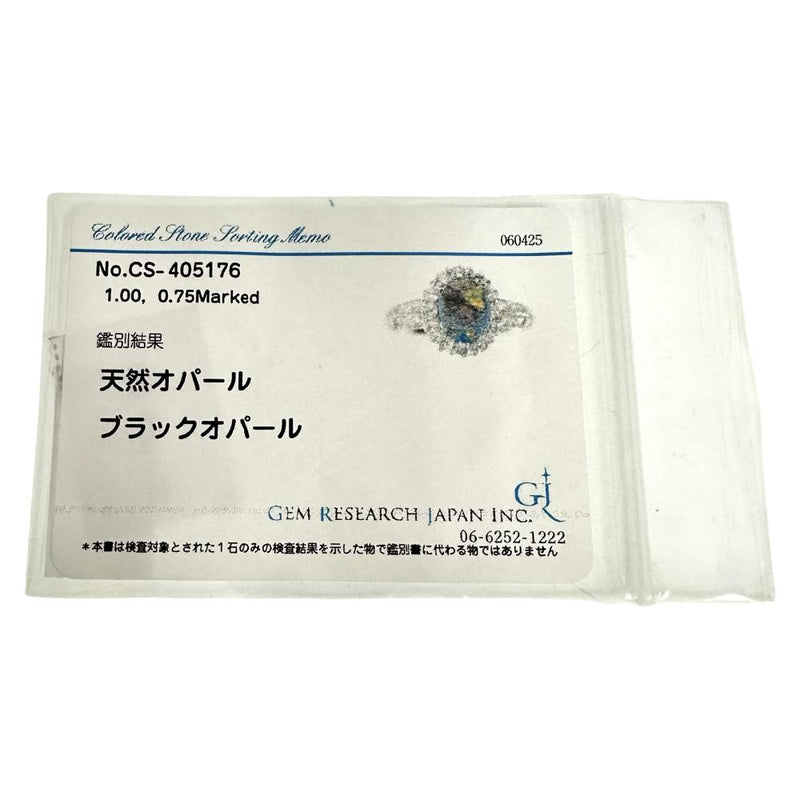 Colored Stone Sorting Memo
060425
No.CS-405176
1.00, 0.75Marked
鑑別結果
天然オパール
ブラックオパール
GJ
GEM RESEARCH JAPAN INC.
06-6252-1222
*本書は検査対象とされた1石のみの検査結果を示した物で鑑別書に代わる物ではありません